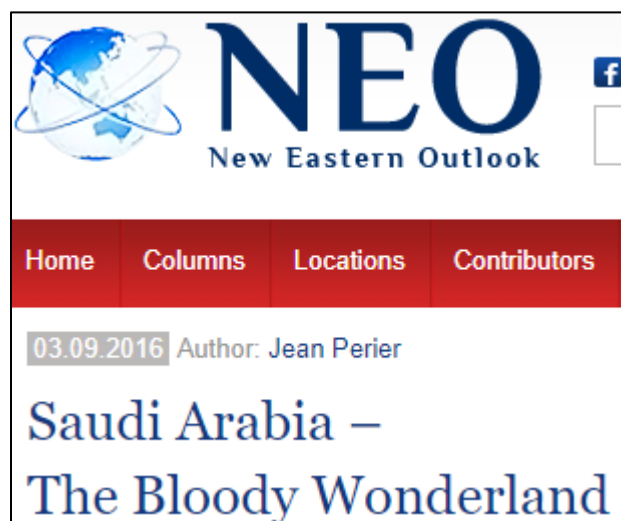 NEO
New Eastern Outlook
f
Home Columns Locations Contributors
03.09.2016 Author: Jean Perier
Saudi Arabia –
The Bloody Wonderland